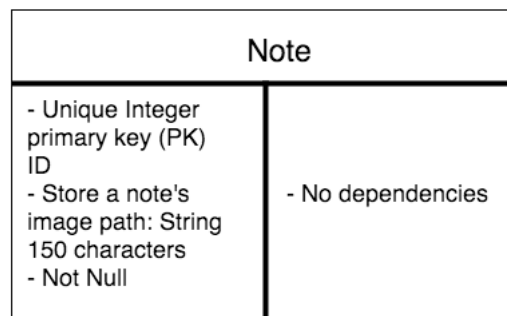 Note
- Unique Integer
primary key (PK)
ID
- Store a note's
image path: String
150 characters
- Not Null
- No dependencies